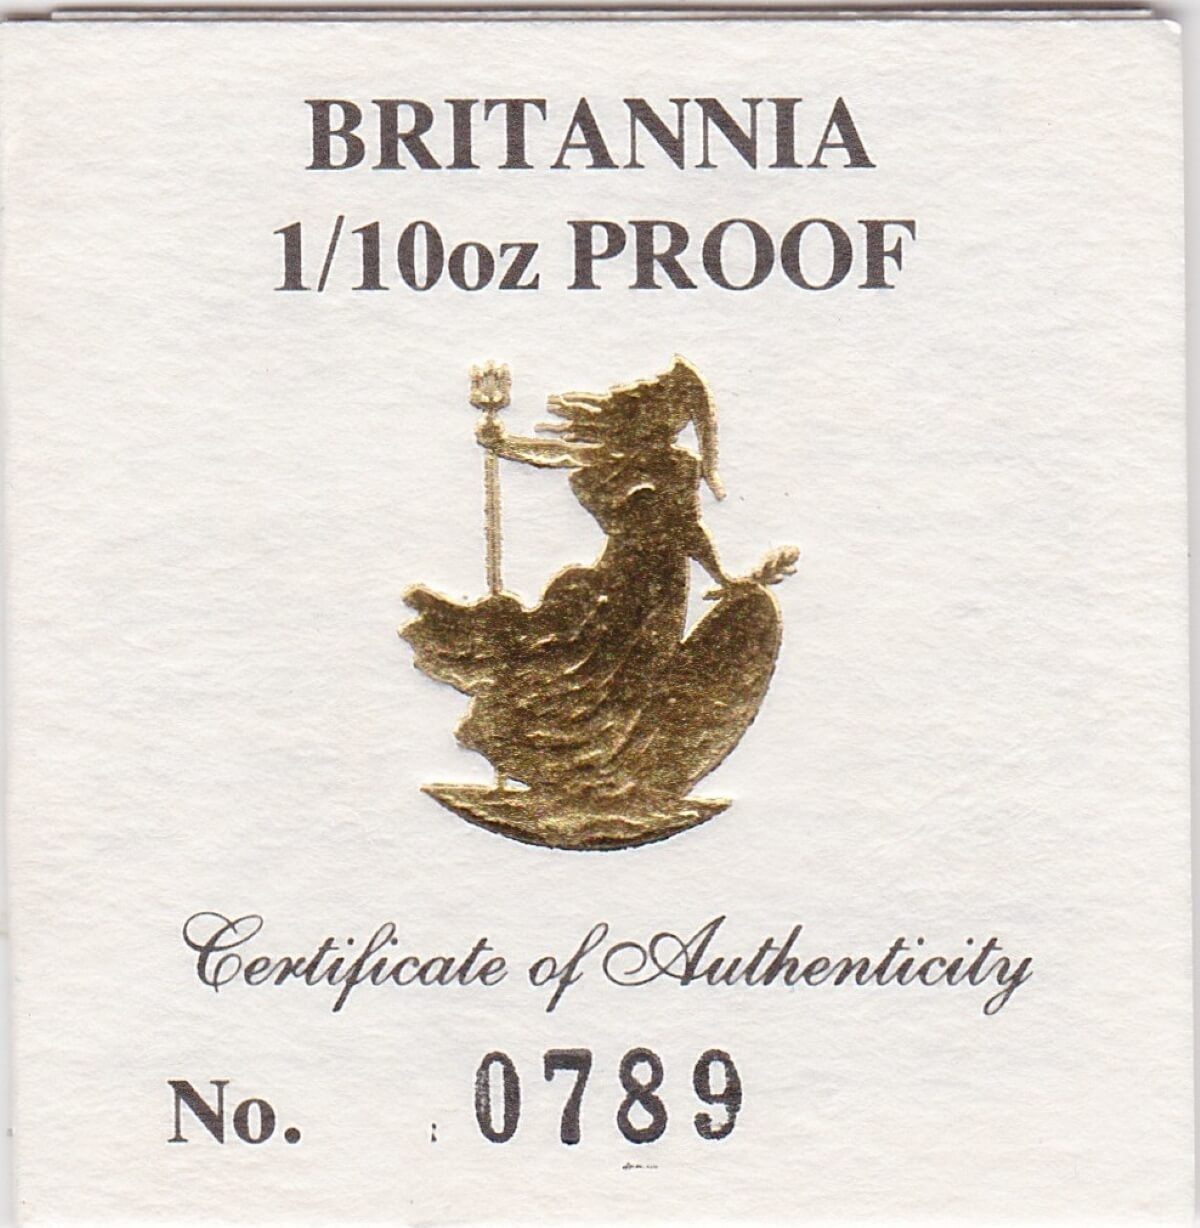 BRITANNIA
1/10oz PROOF
Certificate of Authenticity
No. 0789